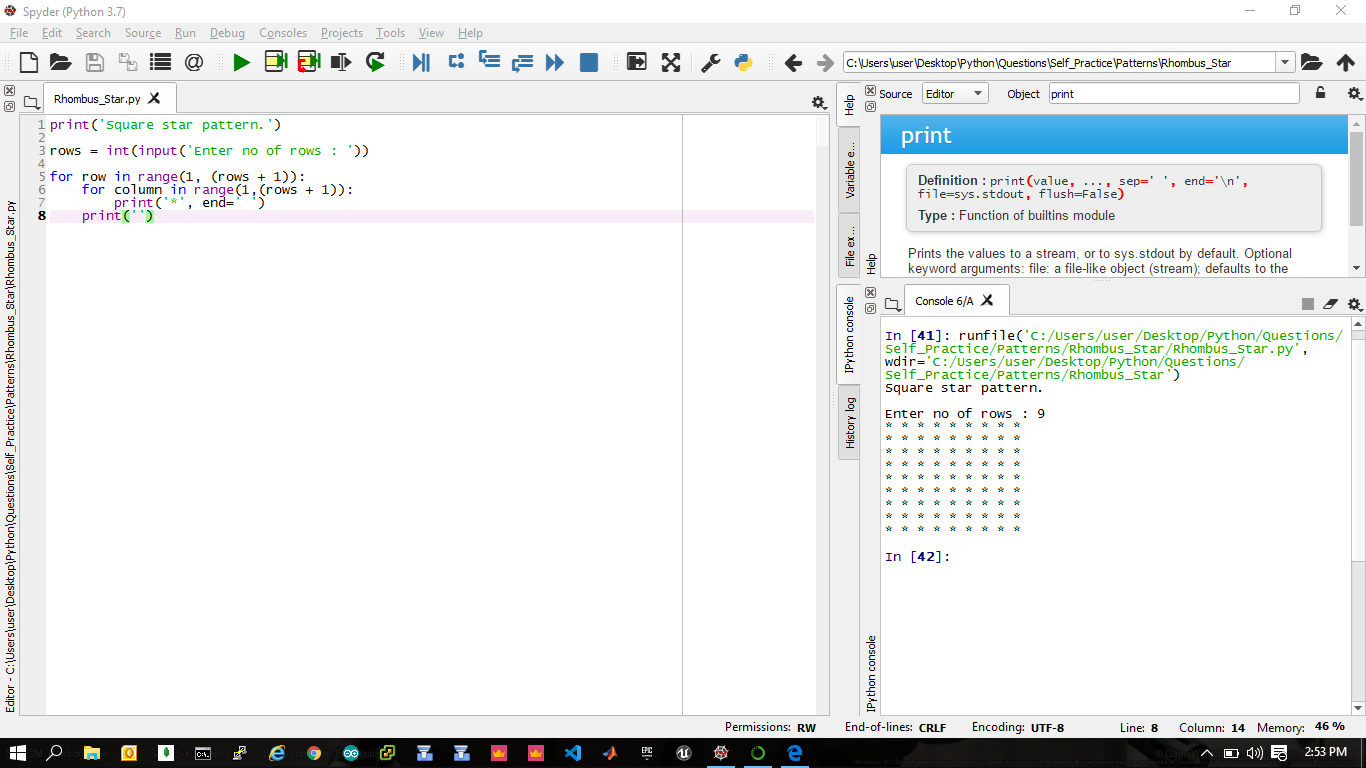 Spyder (Python 3.7)
File Edit Search Source Run Debug Consoles Projects Tools View Help
C:\Users\user\Desktop\Python\Questions\Self_Practice\Patterns\Rhombus_Star
Editor - C:\Users\user\Desktop\Python\Questions\Self_Practice\Patterns\Rhombus_Star\Rhombus_Star.py
Rhombus_Star.py
1 print('Square star pattern.')
2
3 rows = int(input('Enter no of rows : '))
4
5 for row in range(1, (rows + 1)):
6     for column in range(1,(rows + 1)):
7         print('*', end=' ')
8     print('')
Help
Variable e...
File ex...
Help
Source Editor Object print
print
Definition : print(value, ..., sep=' ', end='\n',
file=sys.stdout, flush=False)
Type : Function of builtins module
Prints the values to a stream, or to sys.stdout by default. Optional
keyword arguments: file: a file-like object (stream); defaults to the
IPython console
History log
IPython console
Console 6/A
In [41]: runfile('C:/Users/user/Desktop/Python/Questions/
Self_Practice/Patterns/Rhombus_Star/Rhombus_Star.py',
wdir='C:/Users/user/Desktop/Python/Questions/
Self_Practice/Patterns/Rhombus_Star')
Square star pattern.
Enter no of rows : 9
* * * * * * * * *
* * * * * * * * *
* * * * * * * * *
* * * * * * * * *
* * * * * * * * *
* * * * * * * * *
* * * * * * * * *
* * * * * * * * *
* * * * * * * * *
In [42]:
Permissions: RW End-of-lines: CRLF Encoding: UTF-8 Line: 8 Column: 14 Memory: 46 %
2:53 PM